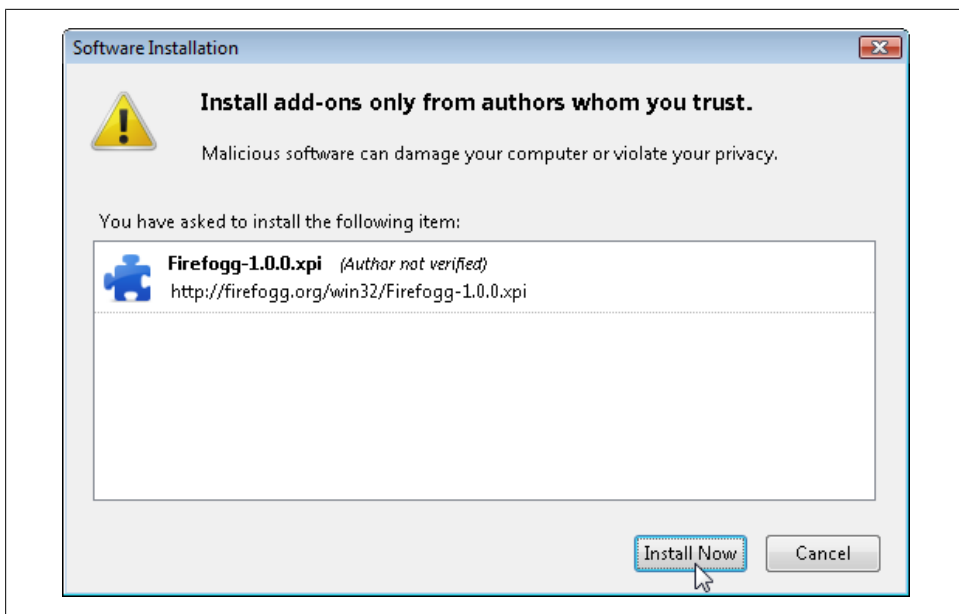 Software Installation
Install add-ons only from authors whom you trust.
Malicious software can damage your computer or violate your privacy.
You have asked to install the following item:
Firefogg-1.0.0.xpi (Author not verified)
http://firefogg.org/win32/Firefogg-1.0.0.xpi
Install Now Cancel